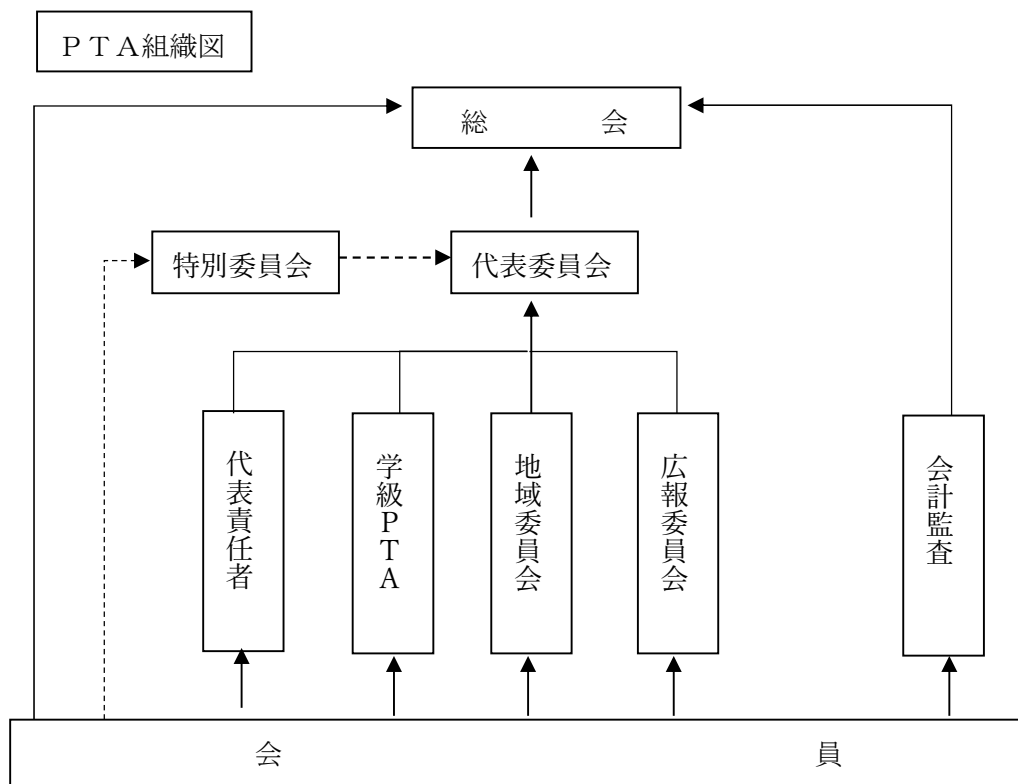 ＰＴＡ組織図
総　　　会
特別委員会
代表委員会
代表責任者
学級ＰＴＡ
地域委員会
広報委員会
会計監査
会　　　員